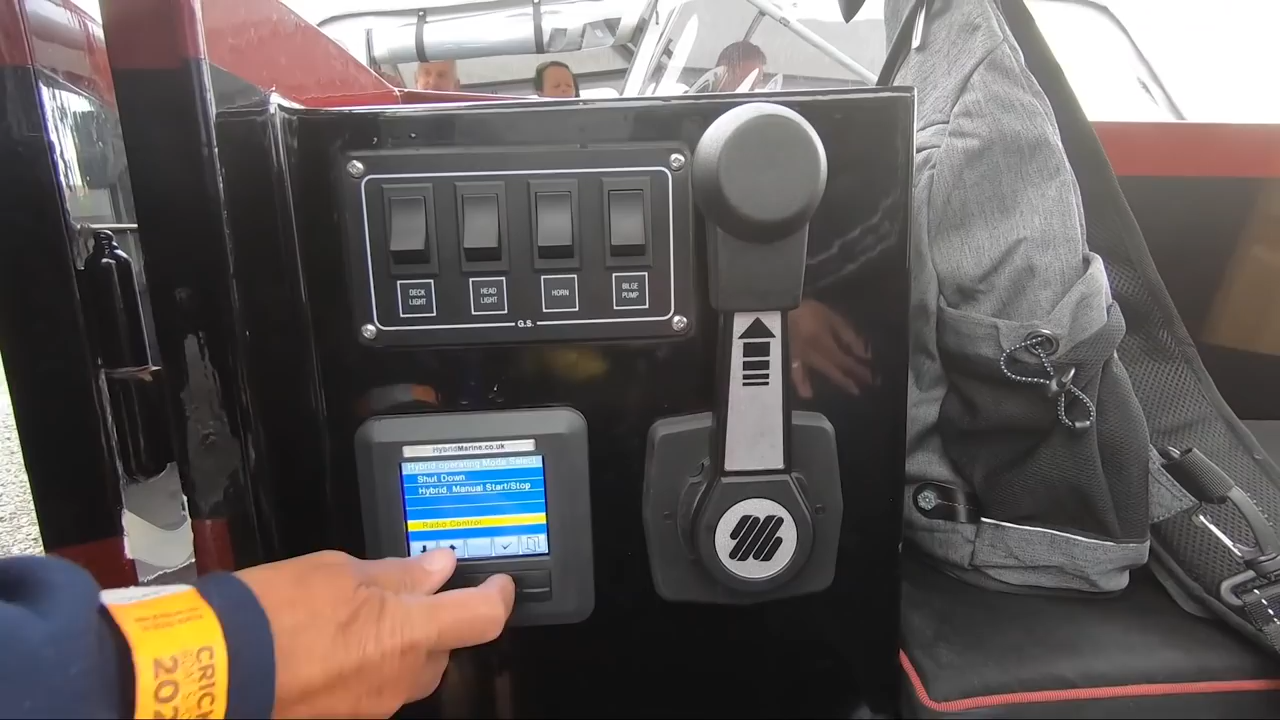 DECK
LIGHT
HEAD
LIGHT
HORN
BILGE
PUMP
G.S.
HybridMarine.co.uk
Hybrid operating Mode Select
Shut Down
Hybrid, Manual Start/Stop
Radio Control
CRICK